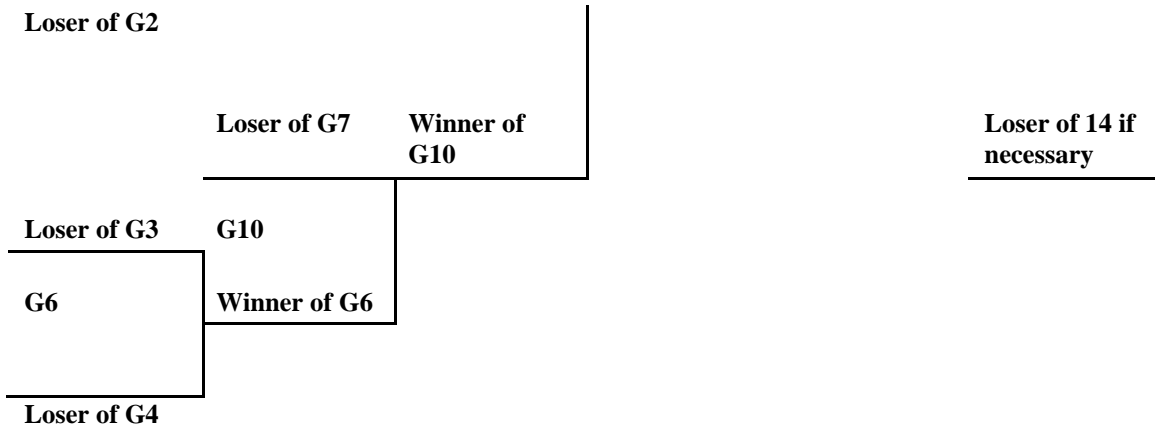 Loser of G2
Loser of G7
Winner of
G10
Loser of 14 if
necessary
Loser of G3
G10
G6
Winner of G6
Loser of G4